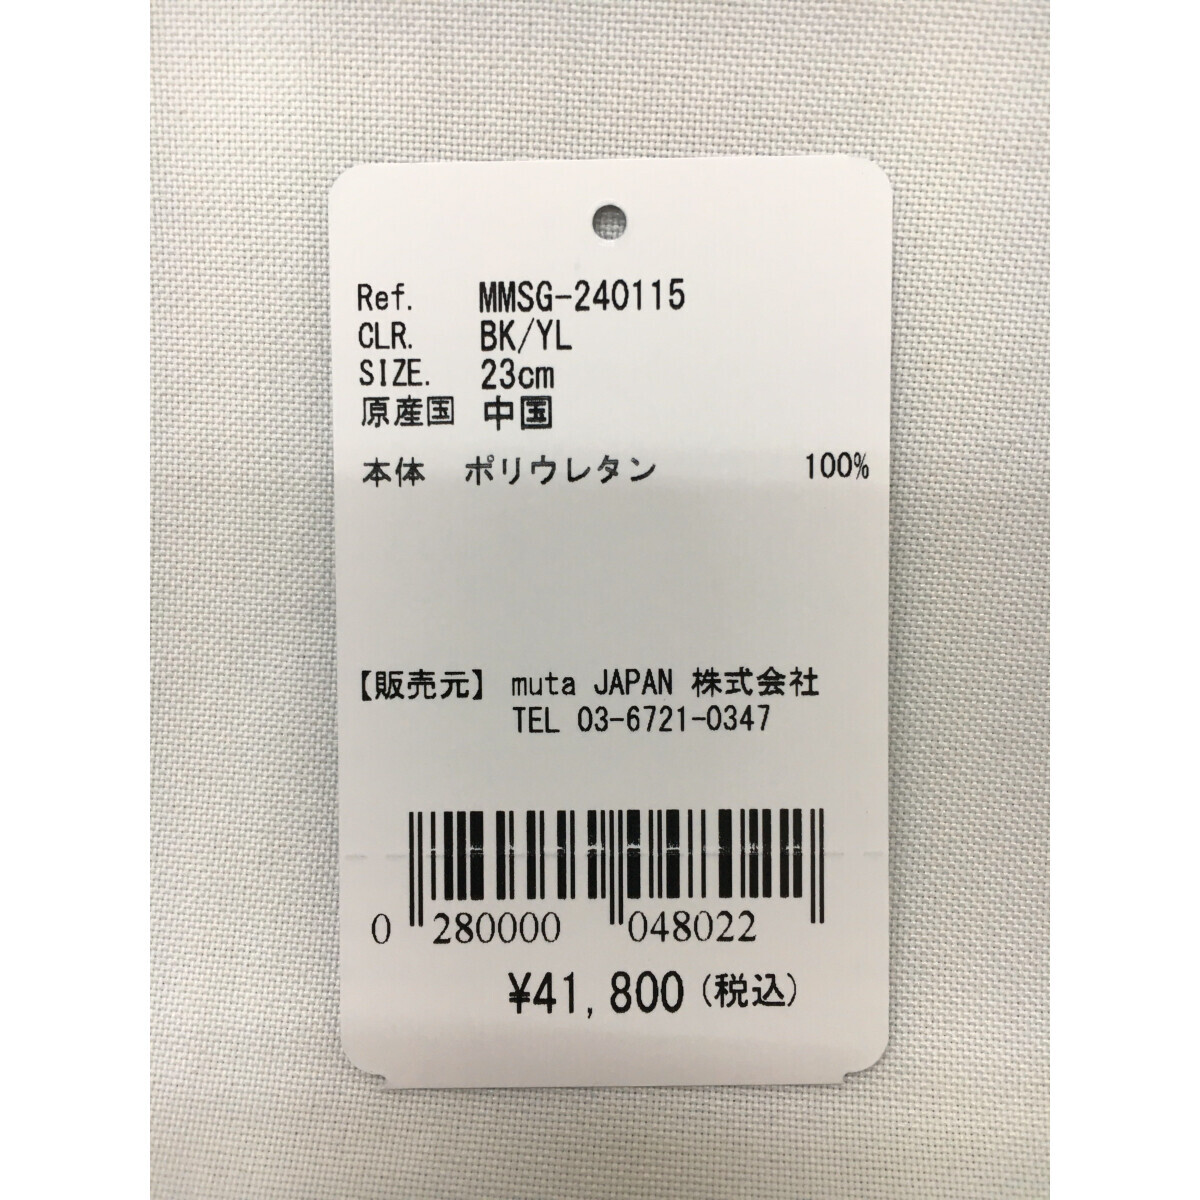 Ref. MMSG-240115
CLR. BK/YL
SIZE. 23cm
原産国 中国
本体 ポリウレタン 100%
【販売元】 muta JAPAN 株式会社
TEL 03-6721-0347
0 280000 048022
¥41,800(税込)